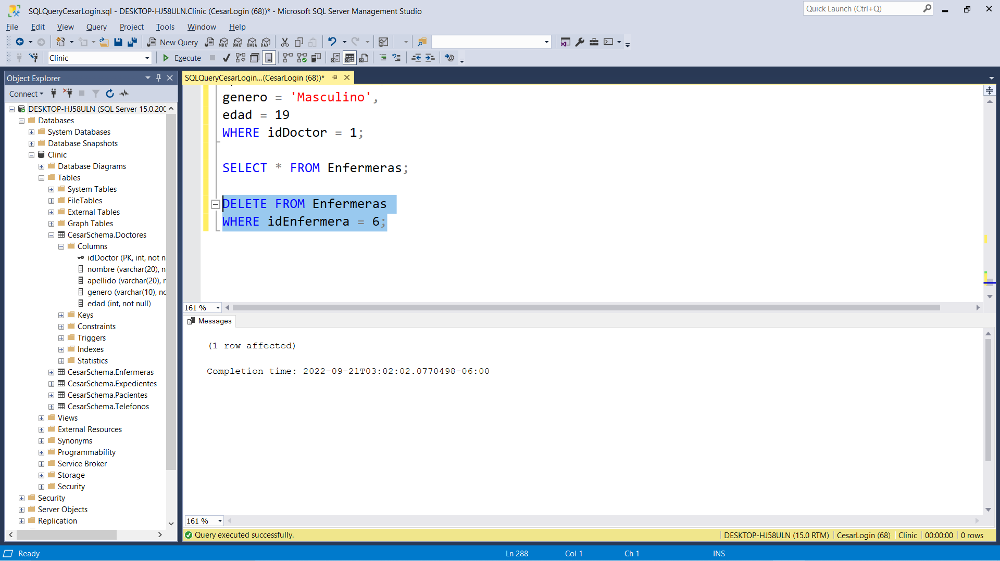 SQLQueryCesarLogin.sql - DESKTOP-HJ58ULN.Clinic (CesarLogin (68))* - Microsoft SQL Server Management Studio
Quick Launch (Ctrl+Q)
File Edit View Query Project Tools Window Help
New Query MDX DMX XMLA DAX
Clinic Execute
Object Explorer
Connect
DESKTOP-HJ58ULN (SQL Server 15.0.200
Databases
System Databases
Database Snapshots
Clinic
Database Diagrams
Tables
System Tables
FileTables
External Tables
Graph Tables
CesarSchema.Doctores
Columns
idDoctor (PK, int, not n
nombre (varchar(20), n
apellido (varchar(20), r
genero (varchar(10), nc
edad (int, not null)
Keys
Constraints
Triggers
Indexes
Statistics
CesarSchema.Enfermeras
CesarSchema.Expedientes
CesarSchema.Pacientes
CesarSchema.Telefonos
Views
External Resources
Synonyms
Programmability
Service Broker
Storage
Security
Security
Server Objects
Replication
SQLQueryCesarLogin...(CesarLogin (68))*
genero = 'Masculino',
edad = 19
WHERE idDoctor = 1;
SELECT * FROM Enfermeras;
DELETE FROM Enfermeras
WHERE idEnfermera = 6;
161 %
Messages
(1 row affected)
Completion time: 2022-09-21T03:02:02.0770498-06:00
161 %
Query executed successfully.
DESKTOP-HJ58ULN (15.0 RTM) CesarLogin (68) Clinic 00:00:00 0 rows
Ready Ln 288 Col 1 Ch 1 INS